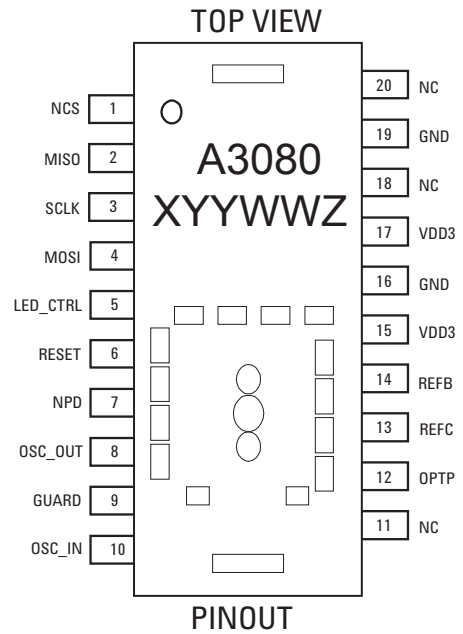 TOP VIEW
NCS 1
MISO 2
SCLK 3
MOSI 4
LED_CTRL 5
RESET 6
NPD 7
OSC_OUT 8
GUARD 9
OSC_IN 10
A3080
XYYWWZ
20 NC
19 GND
18 NC
17 VDD3
16 GND
15 VDD3
14 REFB
13 REFC
12 OPTP
11 NC
PINOUT